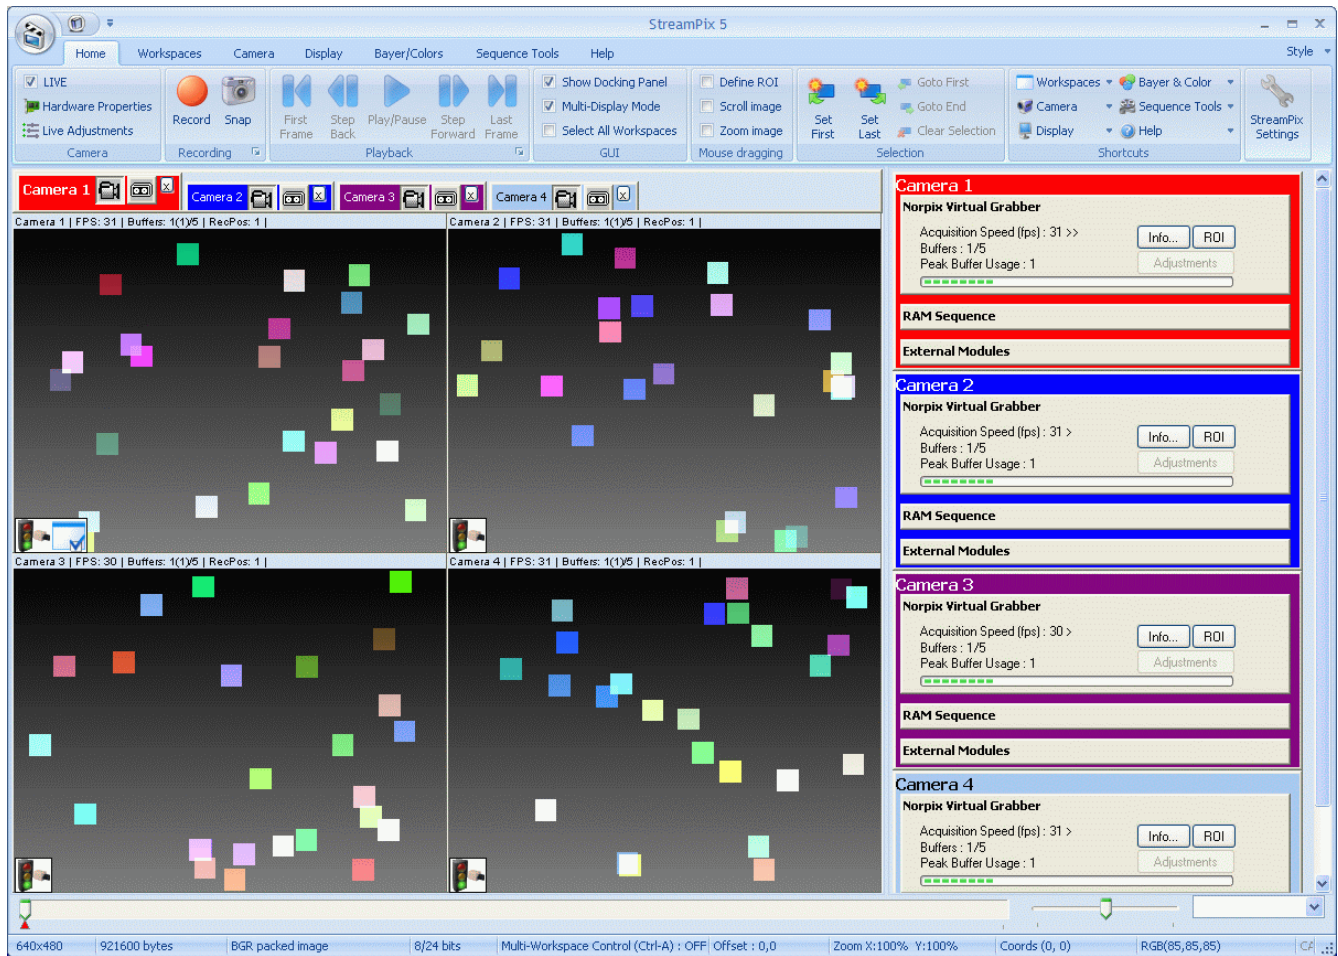 StreamPix 5
Home Workspaces Camera Display Bayer/Colors Sequence Tools Help Style
LIVE
Hardware Properties
Live Adjustments
Camera
Record Snap
Recording
First Frame
Step Back
Play/Pause
Step Forward
Last Frame
Playback
Show Docking Panel
Multi-Display Mode
Select All Workspaces
GUI
Define ROI
Scroll image
Zoom image
Mouse dragging
Set First
Set Last
Goto First
Goto End
Clear Selection
Selection
Workspaces Bayer & Color
Camera Sequence Tools
Display Help
Shortcuts
StreamPix Settings
Camera 1 Camera 2 Camera 3 Camera 4
Camera 1 | FPS: 31 | Buffers: 1(1)/5 | RecPos: 1 |
Camera 2 | FPS: 31 | Buffers: 1(1)/5 | RecPos: 1 |
Camera 3 | FPS: 30 | Buffers: 1(1)/5 | RecPos: 1 |
Camera 4 | FPS: 31 | Buffers: 1(1)/5 | RecPos: 1 |
Camera 1
Norpix Virtual Grabber
Acquisition Speed (fps) : 31 >>
Buffers : 1/5
Peak Buffer Usage : 1
Info... ROI
Adjustments
RAM Sequence
External Modules
Camera 2
Norpix Virtual Grabber
Acquisition Speed (fps) : 31 >
Buffers : 1/5
Peak Buffer Usage : 1
Info... ROI
Adjustments
RAM Sequence
External Modules
Camera 3
Norpix Virtual Grabber
Acquisition Speed (fps) : 30 >
Buffers : 1/5
Peak Buffer Usage : 1
Info... ROI
Adjustments
RAM Sequence
External Modules
Camera 4
Norpix Virtual Grabber
Acquisition Speed (fps) : 31 >
Buffers : 1/5
Peak Buffer Usage : 1
Info... ROI
Adjustments
640x480 921600 bytes BGR packed image 8/24 bits Multi-Workspace Control (Ctrl-A) : OFF Offset : 0,0 Zoom X:100% Y:100% Coords (0, 0) RGB(85,85,85)